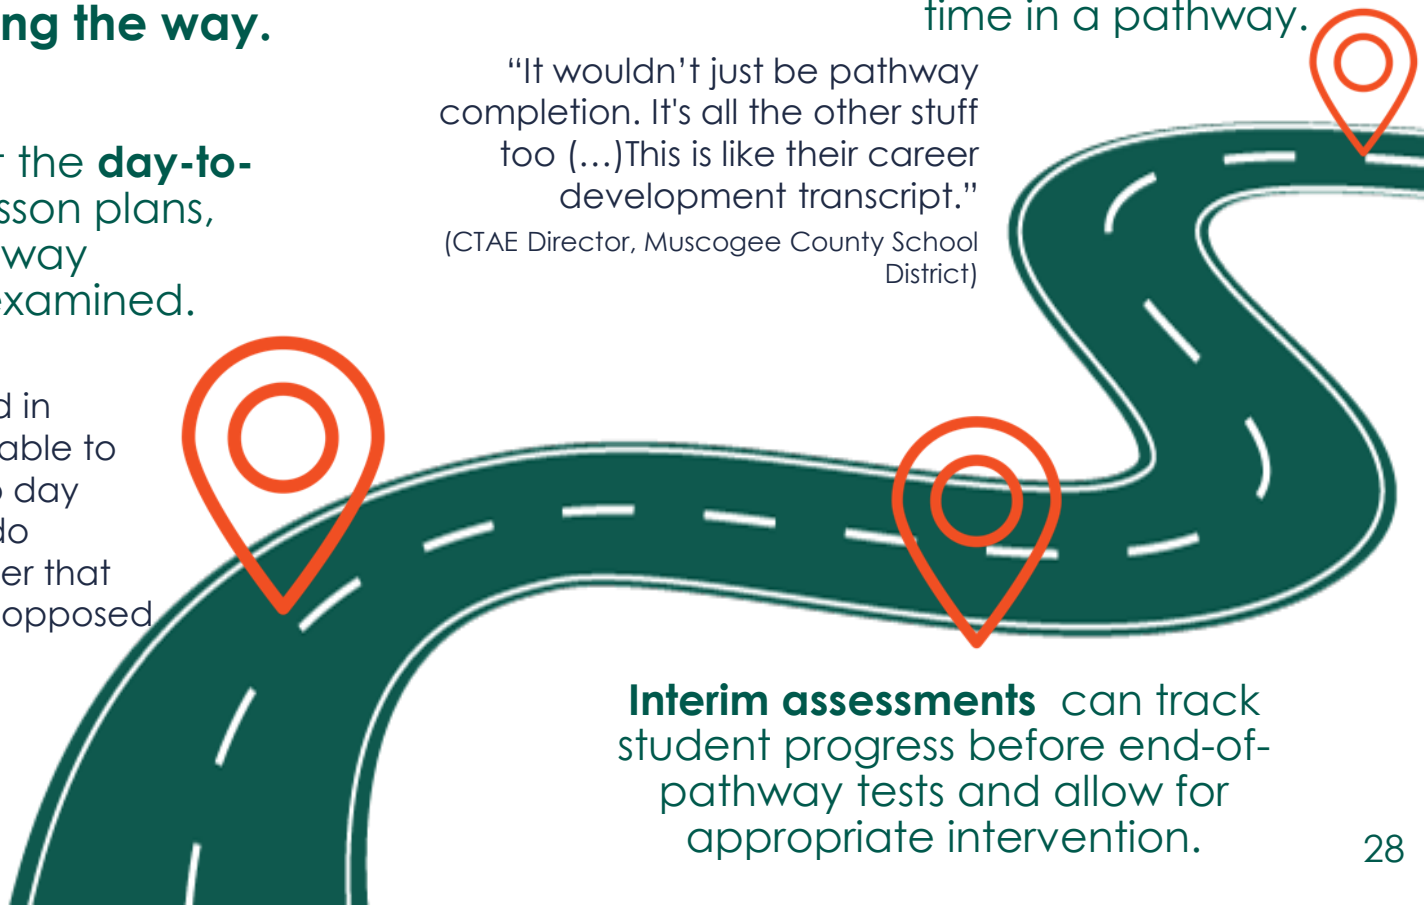 ng the way.
the day-to-
sson plans,
way
examined.
d in
able to
day
do
er that
opposed
time in a pathway.
“It wouldn’t just be pathway
completion. It's all the other stuff
too (…)This is like their career
development transcript.”
(CTAE Director, Muscogee County School
District)
Interim assessments can track
student progress before end-of-
pathway tests and allow for
appropriate intervention.
28